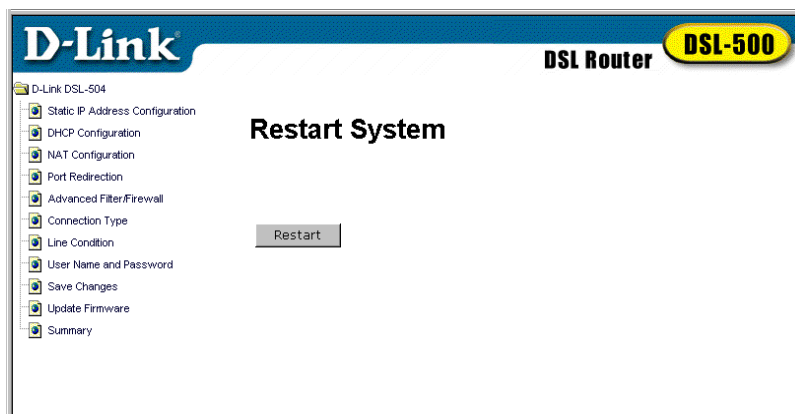 D-Link
DSL Router
DSL-500
D-Link DSL-504
Static IP Address Configuration
DHCP Configuration
NAT Configuration
Port Redirection
Advanced Filter/Firewall
Connection Type
Line Condition
User Name and Password
Save Changes
Update Firmware
Summary
Restart System
Restart